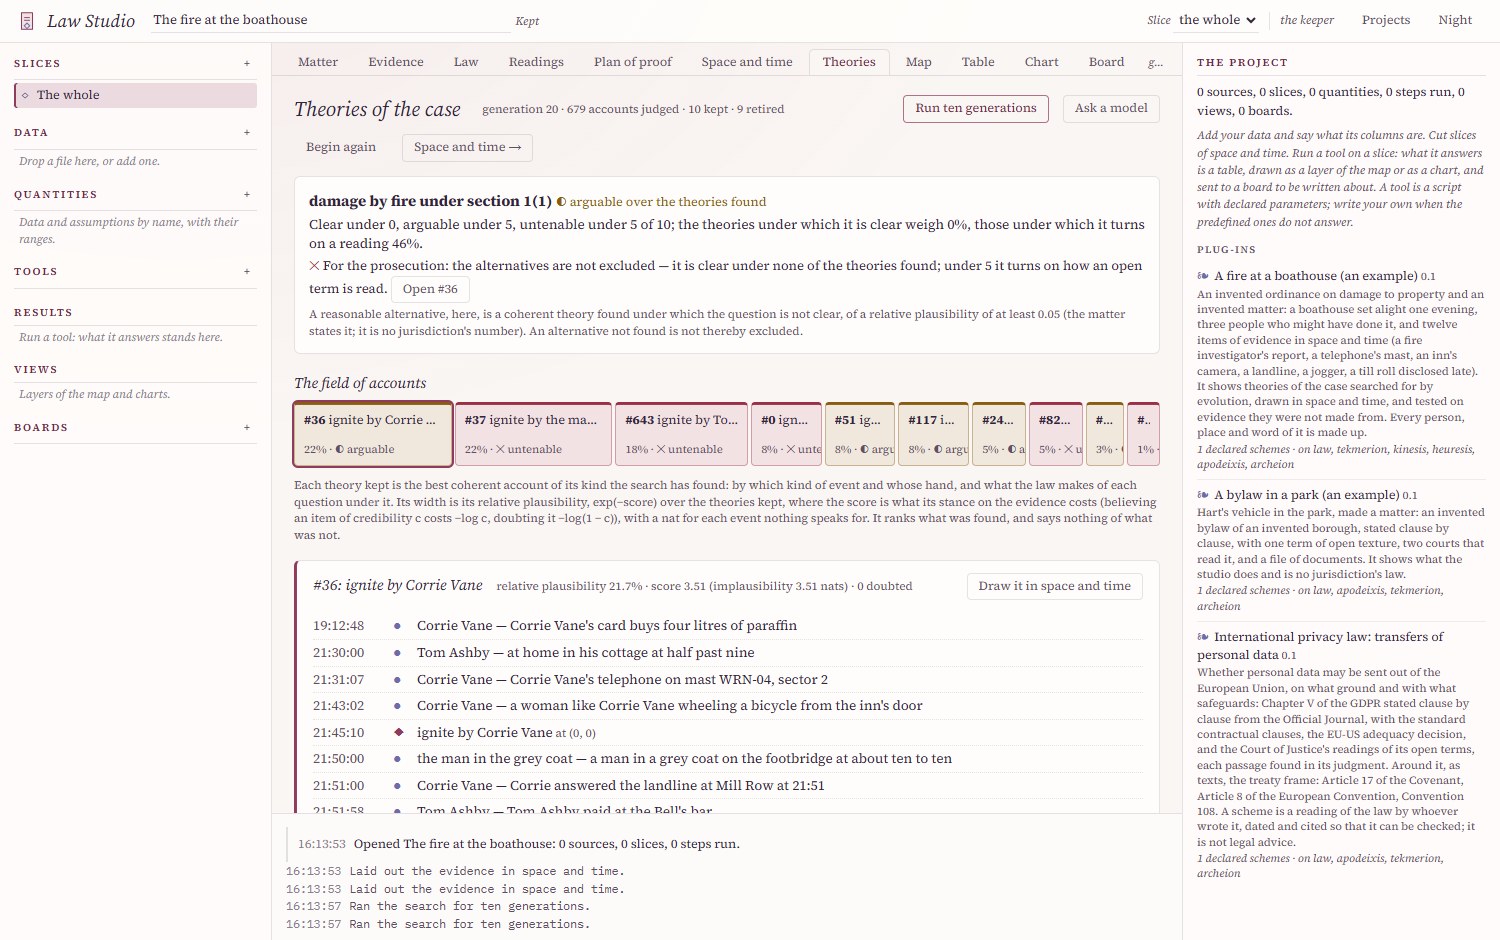 Law Studio
The fire at the boathouse
Kept
Slice the whole
the keeper
Projects
Night
SLICES +
The whole
DATA +
Drop a file here, or add one.
QUANTITIES +
Data and assumptions by name, with their
ranges.
TOOLS +
RESULTS
Run a tool: what it answers stands here.
VIEWS
Layers of the map and charts.
BOARDS +
Matter Evidence Law Readings Plan of proof Space and time Theories Map Table Chart Board g...
Theories of the case generation 20 · 679 accounts judged · 10 kept · 9 retired Run ten generations Ask a model
Begin again Space and time →
damage by fire under section 1(1) ◐ arguable over the theories found
Clear under 0, arguable under 5, untenable under 5 of 10; the theories under which it is clear weigh 0%, those under which it turns
on a reading 46%.
✕ For the prosecution: the alternatives are not excluded — it is clear under none of the theories found; under 5 it turns on how an open
term is read. Open #36
A reasonable alternative, here, is a coherent theory found under which the question is not clear, of a relative plausibility of at least 0.05 (the matter
states it; it is no jurisdiction's number). An alternative not found is not thereby excluded.
The field of accounts
#36 ignite by Corrie ... #37 ignite by the ma... #643 ignite by To... #0 ign... #51 ig... #117 i... #24... #82... #... #..
22% · ◐ arguable 22% · ✕ untenable 18% · ✕ untenable 8% · ✕ unte 8% · ◐ argu 8% · ◐ argu 5% · ◐ a 5% · ✕ u 3% · 1% ·
Each theory kept is the best coherent account of its kind the search has found: by which kind of event and whose hand, and what the law makes of each
question under it. Its width is its relative plausibility, exp(−score) over the theories kept, where the score is what its stance on the evidence costs (believing
an item of credibility c costs −log c, doubting it −log(1 − c)), with a nat for each event nothing speaks for. It ranks what was found, and says nothing of what
was not.
#36: ignite by Corrie Vane relative plausibility 21.7% · score 3.51 (implausibility 3.51 nats) · 0 doubted Draw it in space and time
19:12:48 Corrie Vane — Corrie Vane's card buys four litres of paraffin
21:30:00 Tom Ashby — at home in his cottage at half past nine
21:31:07 Corrie Vane — Corrie Vane's telephone on mast WRN-04, sector 2
21:43:02 Corrie Vane — a woman like Corrie Vane wheeling a bicycle from the inn's door
21:45:10 ignite by Corrie Vane at (0, 0)
21:50:00 the man in the grey coat — a man in a grey coat on the footbridge at about ten to ten
21:51:00 Corrie Vane — Corrie answered the landline at Mill Row at 21:51
21:51:58 Tom Ashby — Tom Ashby paid at the Bell's bar
16:13:53 Opened The fire at the boathouse: 0 sources, 0 slices, 0 steps run.
16:13:53 Laid out the evidence in space and time.
16:13:53 Laid out the evidence in space and time.
16:13:57 Ran the search for ten generations.
16:13:57 Ran the search for ten generations.
THE PROJECT
0 sources, 0 slices, 0 quantities, 0 steps run, 0
views, 0 boards.
Add your data and say what its columns are. Cut slices
of space and time. Run a tool on a slice: what it answers
is a table, drawn as a layer of the map or as a chart, and
sent to a board to be written about. A tool is a script
with declared parameters; write your own when the
predefined ones do not answer.
PLUG-INS
A fire at a boathouse (an example) 0.1
An invented ordinance on damage to property and an
invented matter: a boathouse set alight one evening,
three people who might have done it, and twelve
items of evidence in space and time (a fire
investigator's report, a telephone's mast, an inn's
camera, a landline, a jogger, a till roll disclosed late).
It shows theories of the case searched for by
evolution, drawn in space and time, and tested on
evidence they were not made from. Every person,
place and word of it is made up.
1 declared schemes · on law, tekmerion, kinesis, heuresis,
apodeixis, archeion
A bylaw in a park (an example) 0.1
Hart's vehicle in the park, made a matter: an invented
bylaw of an invented borough, stated clause by
clause, with one term of open texture, two courts that
read it, and a file of documents. It shows what the
studio does and is no jurisdiction's law.
1 declared schemes · on law, apodeixis, tekmerion,
archeion
International privacy law: transfers of
personal data 0.1
Whether personal data may be sent out of the
European Union, on what ground and with what
safeguards: Chapter V of the GDPR stated clause by
clause from the Official Journal, with the standard
contractual clauses, the EU-US adequacy decision,
and the Court of Justice's readings of its open terms,
each passage found in its judgment. Around it, as
texts, the treaty frame: Article 17 of the Covenant,
Article 8 of the European Convention, Convention
108. A scheme is a reading of the law by whoever
wrote it, dated and cited so that it can be checked; it
is not legal advice.
1 declared schemes · on law, apodeixis, tekmerion,
archeion